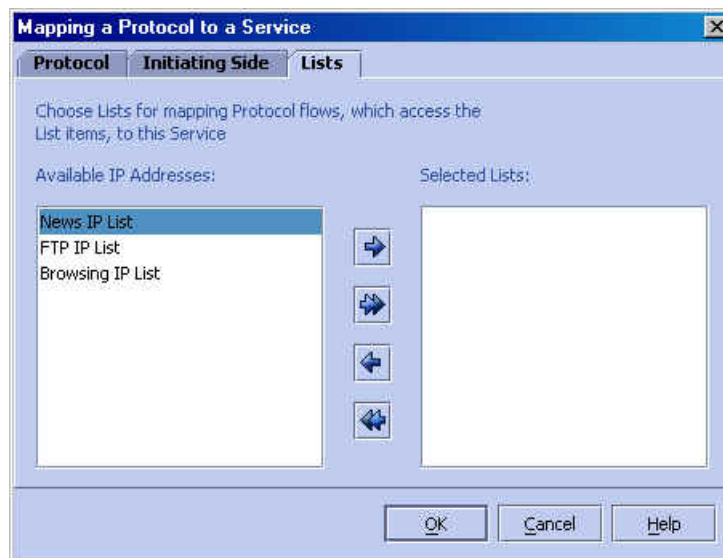 Mapping a Protocol to a Service
Protocol
Initiating Side
Lists
Choose Lists for mapping Protocol flows, which access the
List items, to this Service
Available IP Addresses:
Selected Lists:
News IP List
FTP IP List
Browsing IP List
OK
Cancel
Help